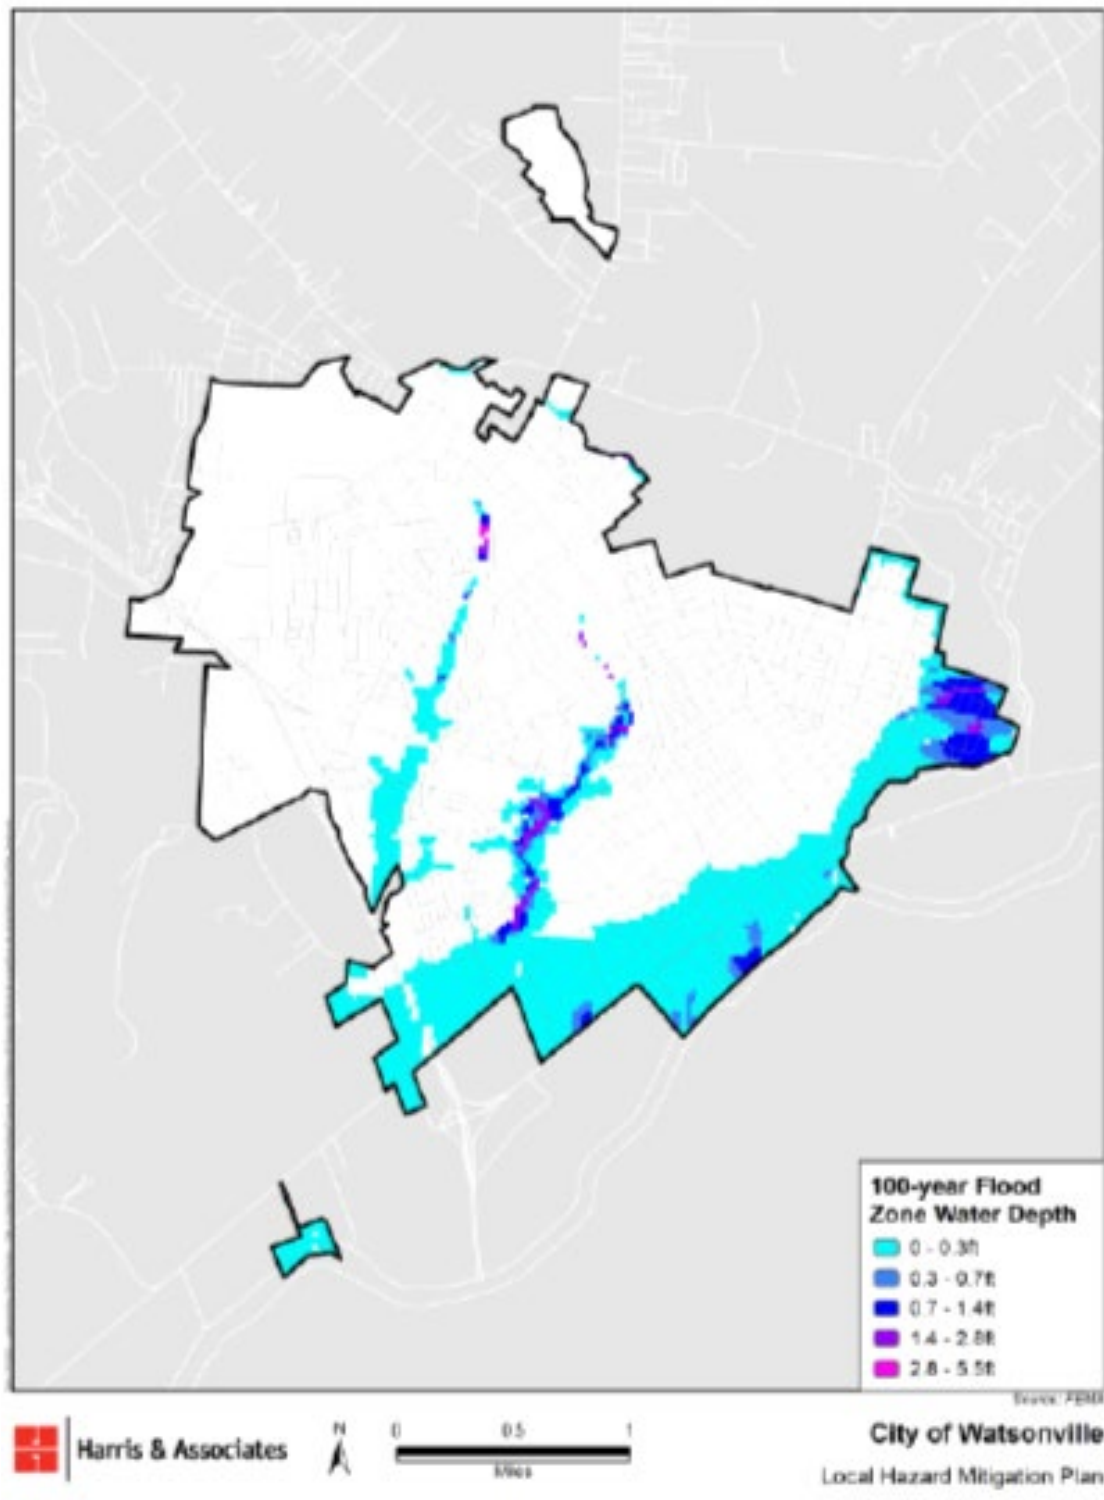 100-year Flood
Zone Water Depth
0 - 0.3ft
0.3 - 0.7ft
0.7 - 1.4ft
1.4 - 2.8ft
2.8 - 5.5ft
Source: FEMA
Harris & Associates
N
0 0.5 1
Miles
City of Watsonville
Local Hazard Mitigation Plan